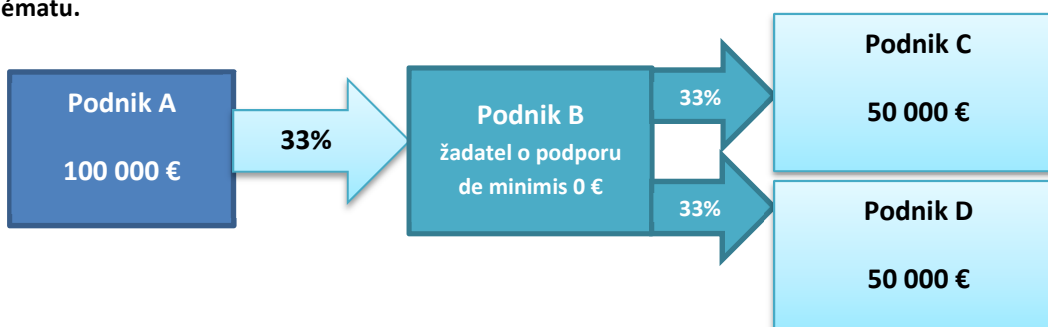 ématu.
Podnik A
100 000 €
33%
Podnik B
žadatel o podporu
de minimis 0 €
33%
33%
Podnik C
50 000 €
Podnik D
50 000 €